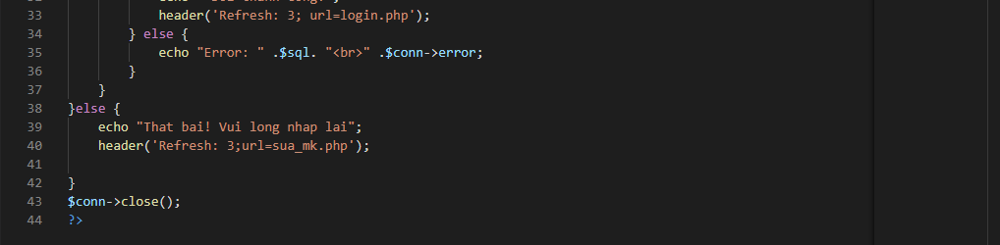 33 header('Refresh: 3; url=login.php');
34 } else {
35 echo "Error: " .$sql. "<br>" .$conn->error;
36 }
37 }
38 }else {
39 echo "That bai! Vui long nhap lai";
40 header('Refresh: 3;url=sua_mk.php');
41
42 }
43 $conn->close();
44 ?>